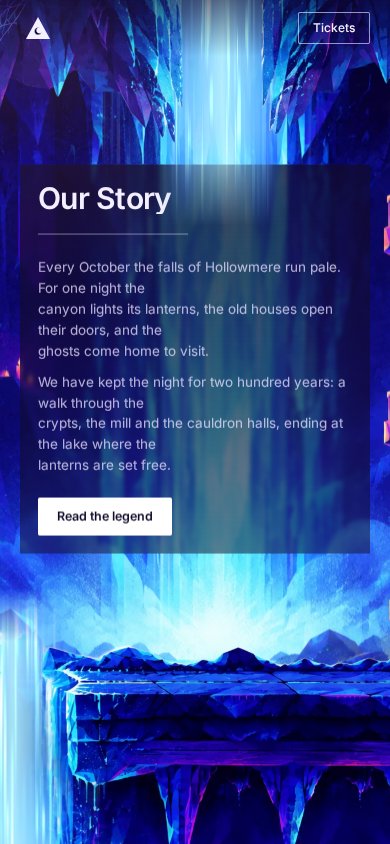 Tickets
Our Story
Every October the falls of Hollowmere run pale.
For one night the
canyon lights its lanterns, the old houses open
their doors, and the
ghosts come home to visit.
We have kept the night for two hundred years: a
walk through the
crypts, the mill and the cauldron halls, ending at
the lake where the
lanterns are set free.
Read the legend